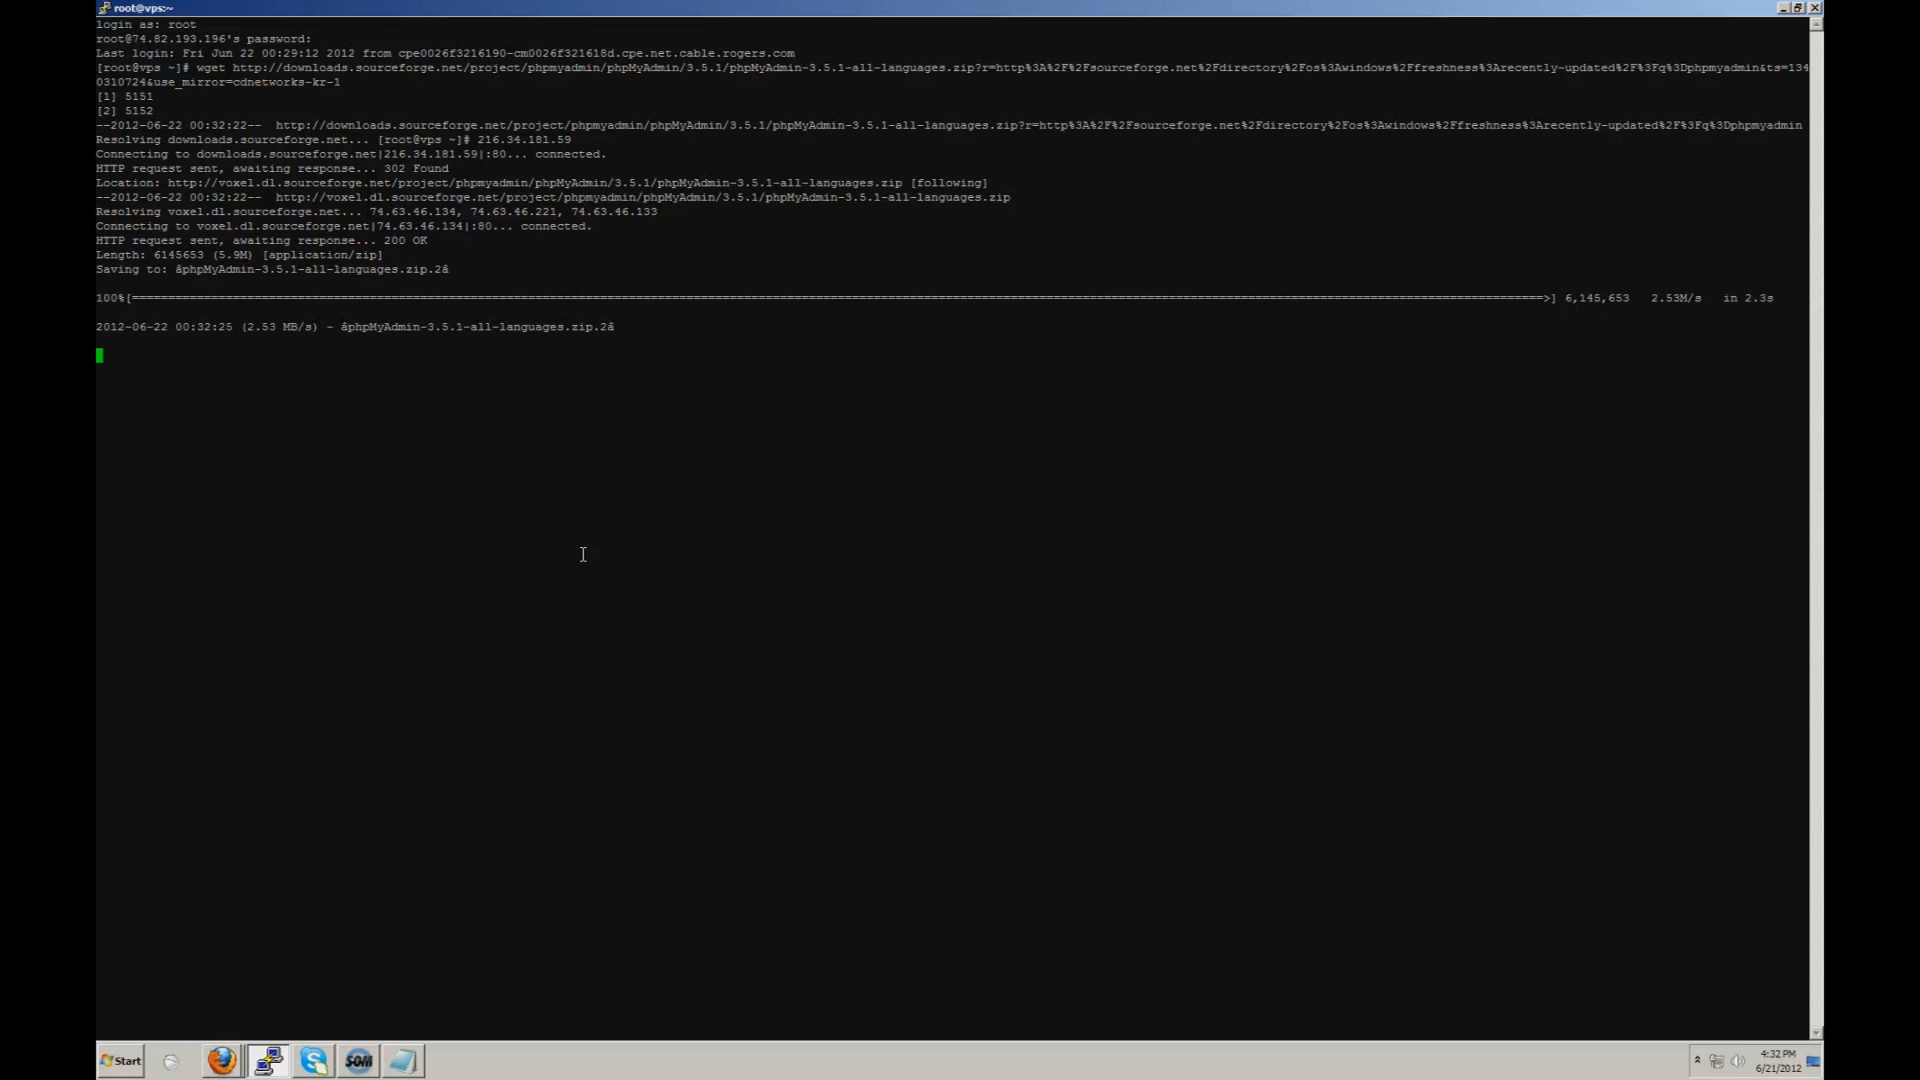 root@vps:~
login as: root
root@74.82.193.196's password:
Last login: Fri Jun 22 00:29:12 2012 from cpe0026f3216190-cm0026f321618d.cpe.net.cable.rogers.com
[root@vps ~]# wget http://downloads.sourceforge.net/project/phpmyadmin/phpMyAdmin/3.5.1/phpMyAdmin-3.5.1-all-languages.zip?r=http%3A%2F%2Fsourceforge.net%2Fdirectory%2Fos%3Awindows%2Ffreshness%3Arecently-updated%2F%3Fq%3Dphpmyadmin&ts=134
0310724&use_mirror=cdnetworks-kr-1
[1] 5151
[2] 5152
--2012-06-22 00:32:22--  http://downloads.sourceforge.net/project/phpmyadmin/phpMyAdmin/3.5.1/phpMyAdmin-3.5.1-all-languages.zip?r=http%3A%2F%2Fsourceforge.net%2Fdirectory%2Fos%3Awindows%2Ffreshness%3Arecently-updated%2F%3Fq%3Dphpmyadmin
Resolving downloads.sourceforge.net... [root@vps ~]# 216.34.181.59
Connecting to downloads.sourceforge.net|216.34.181.59|:80... connected.
HTTP request sent, awaiting response... 302 Found
Location: http://voxel.dl.sourceforge.net/project/phpmyadmin/phpMyAdmin/3.5.1/phpMyAdmin-3.5.1-all-languages.zip [following]
--2012-06-22 00:32:22--  http://voxel.dl.sourceforge.net/project/phpmyadmin/phpMyAdmin/3.5.1/phpMyAdmin-3.5.1-all-languages.zip
Resolving voxel.dl.sourceforge.net... 74.63.46.134, 74.63.46.221, 74.63.46.133
Connecting to voxel.dl.sourceforge.net|74.63.46.134|:80... connected.
HTTP request sent, awaiting response... 200 OK
Length: 6145653 (5.9M) [application/zip]
Saving to: âphpMyAdmin-3.5.1-all-languages.zip.2â
100%[======================================>] 6,145,653   2.53M/s   in 2.3s
2012-06-22 00:32:25 (2.53 MB/s) - âphpMyAdmin-3.5.1-all-languages.zip.2â
Start
SOM
4:32 PM
6/21/2012